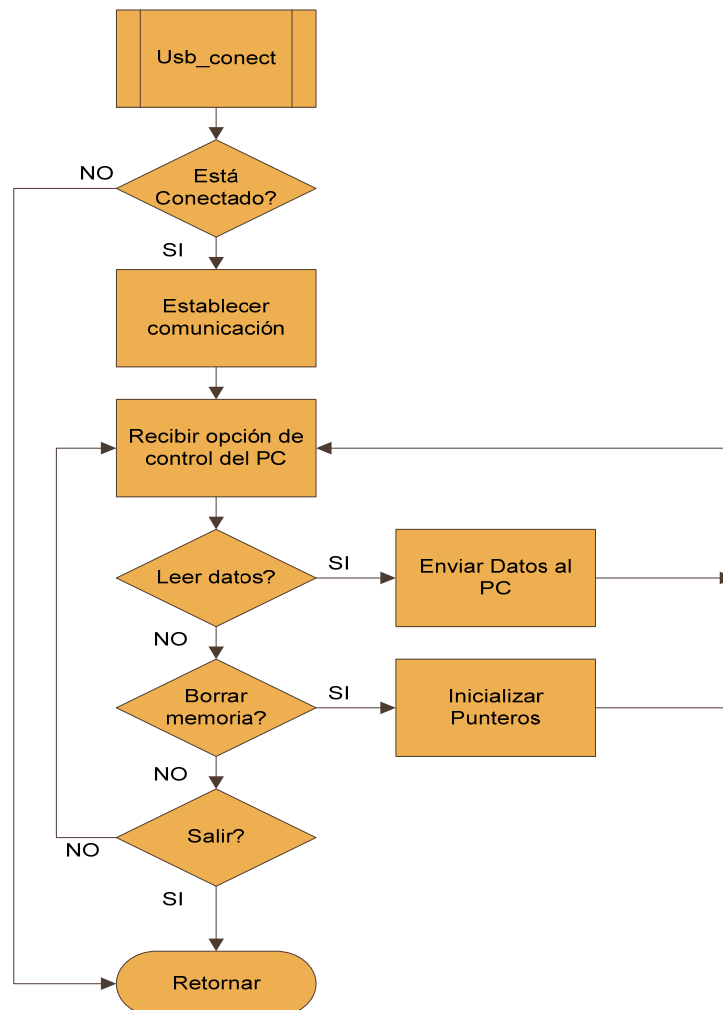 Usb_conect
NO
Está
Conectado?
SI
Establecer
comunicación
Recibir opción de
control del PC
Leer datos?
SI
Enviar Datos al
PC
NO
Borrar
memoria?
SI
Inicializar
Punteros
NO
Salir?
NO
SI
Retornar